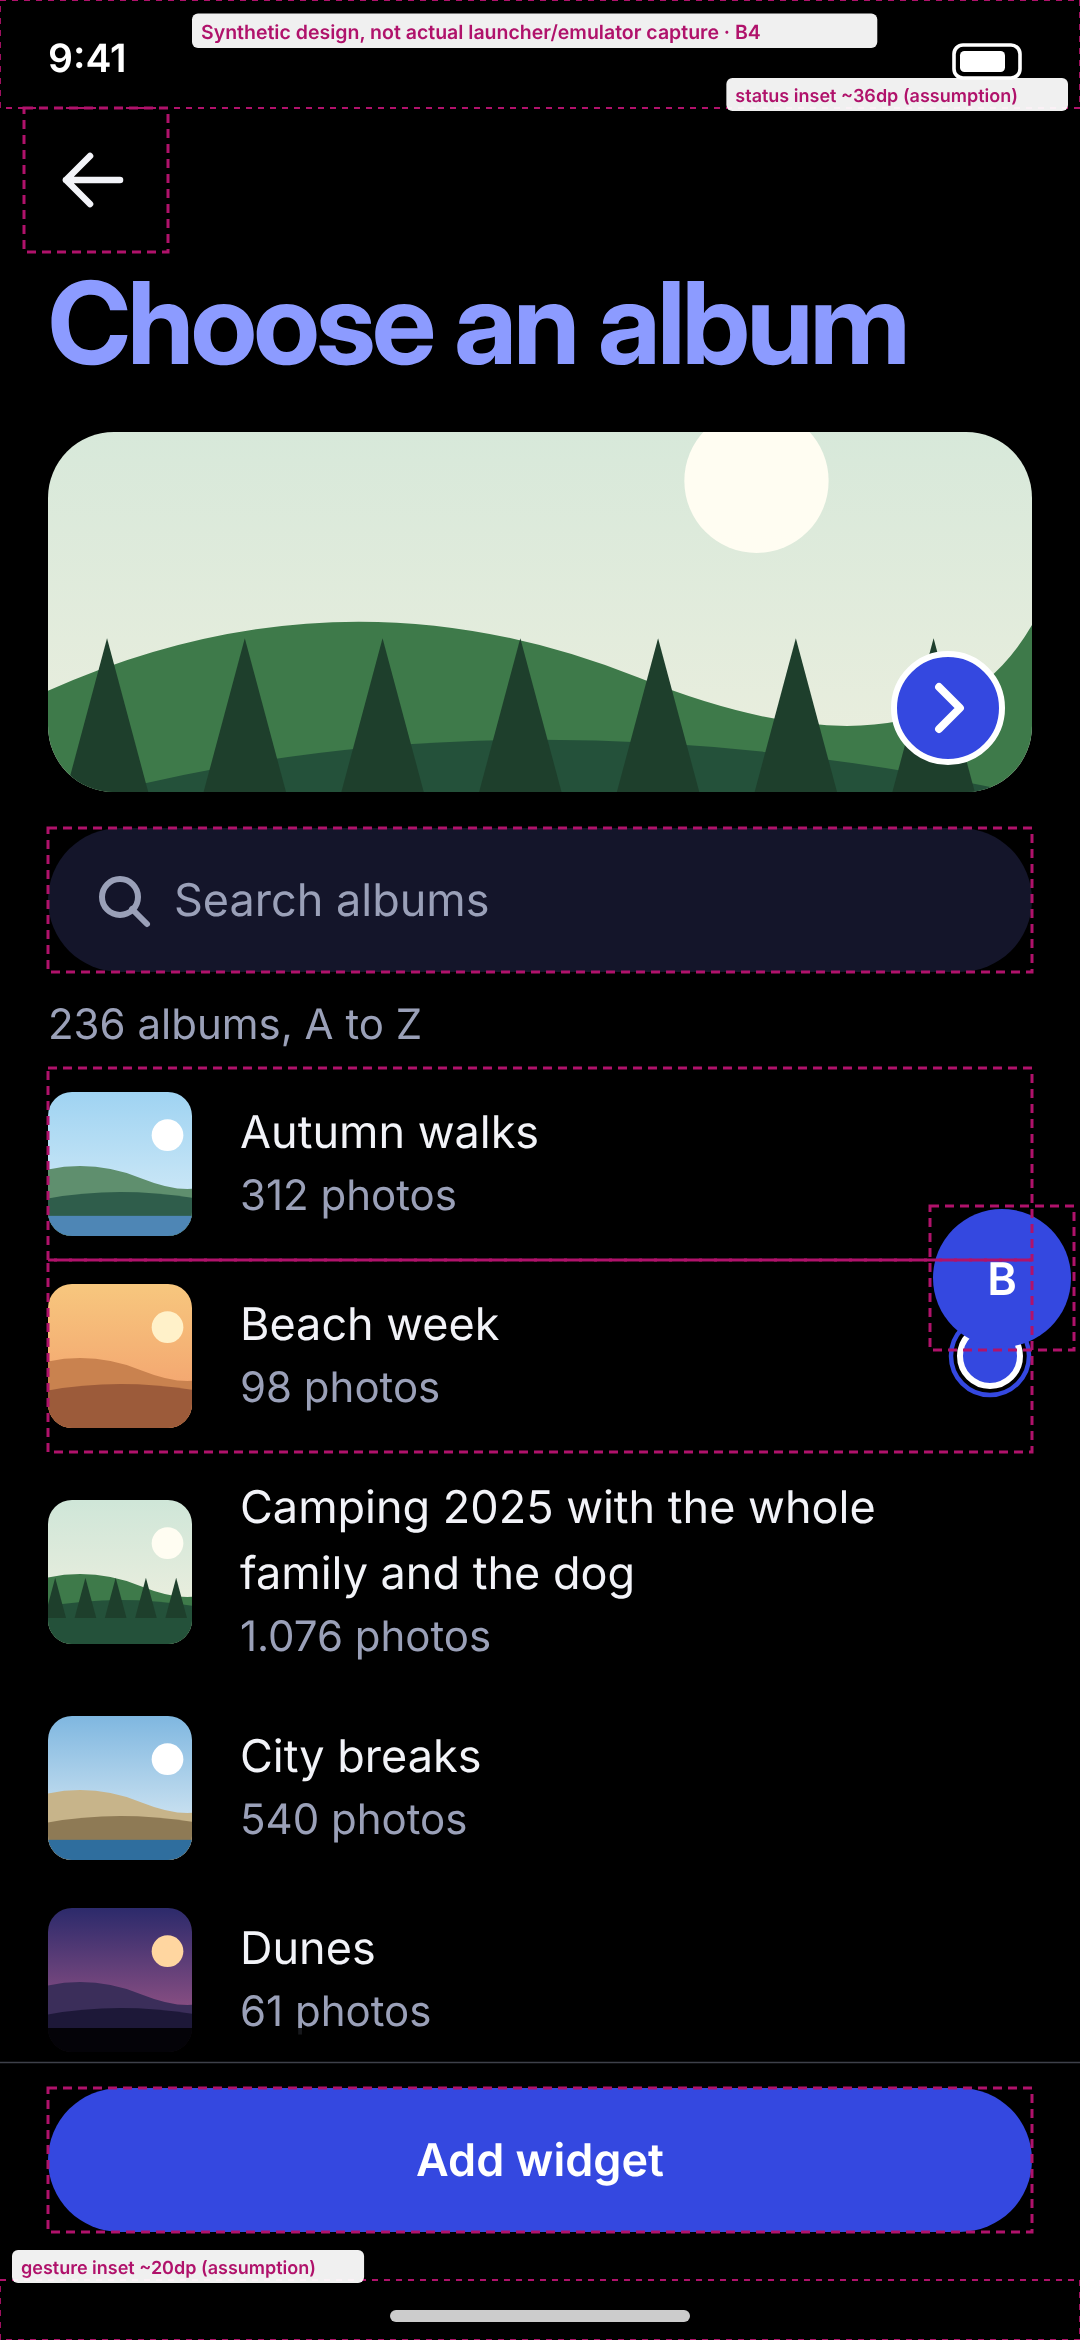 Synthetic design, not actual launcher/emulator capture · B4
9:41
status inset ~36dp (assumption)
Choose an album
Search albums
236 albums, A to Z
Autumn walks
312 photos
B
Beach week
98 photos
Camping 2025 with the whole
family and the dog
1.076 photos
City breaks
540 photos
Dunes
61 photos
Add widget
gesture inset ~20dp (assumption)